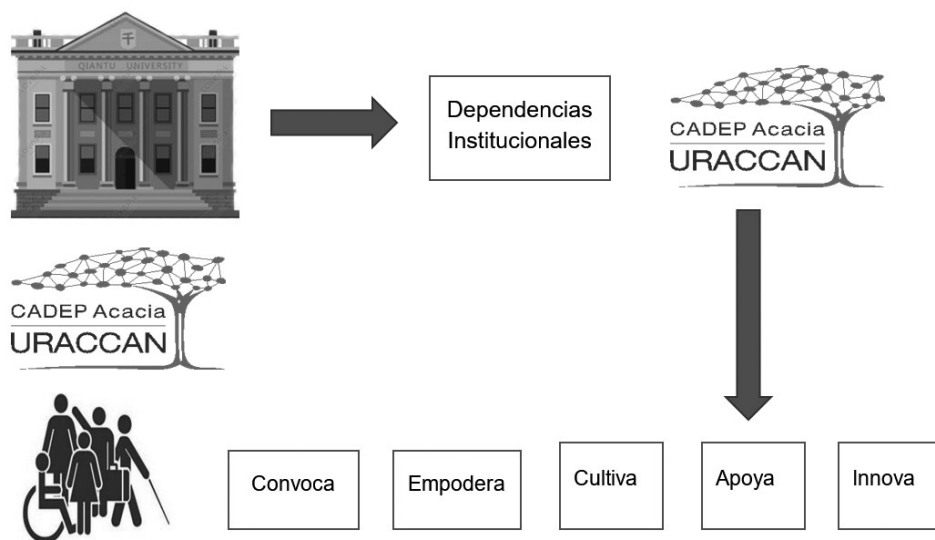 QIANTU UNIVERSITY
Dependencias
Institucionales
CADEP Acacia
URACCAN
CADEP Acacia
URACCAN
Convoca
Empodera
Cultiva
Apoya
Innova